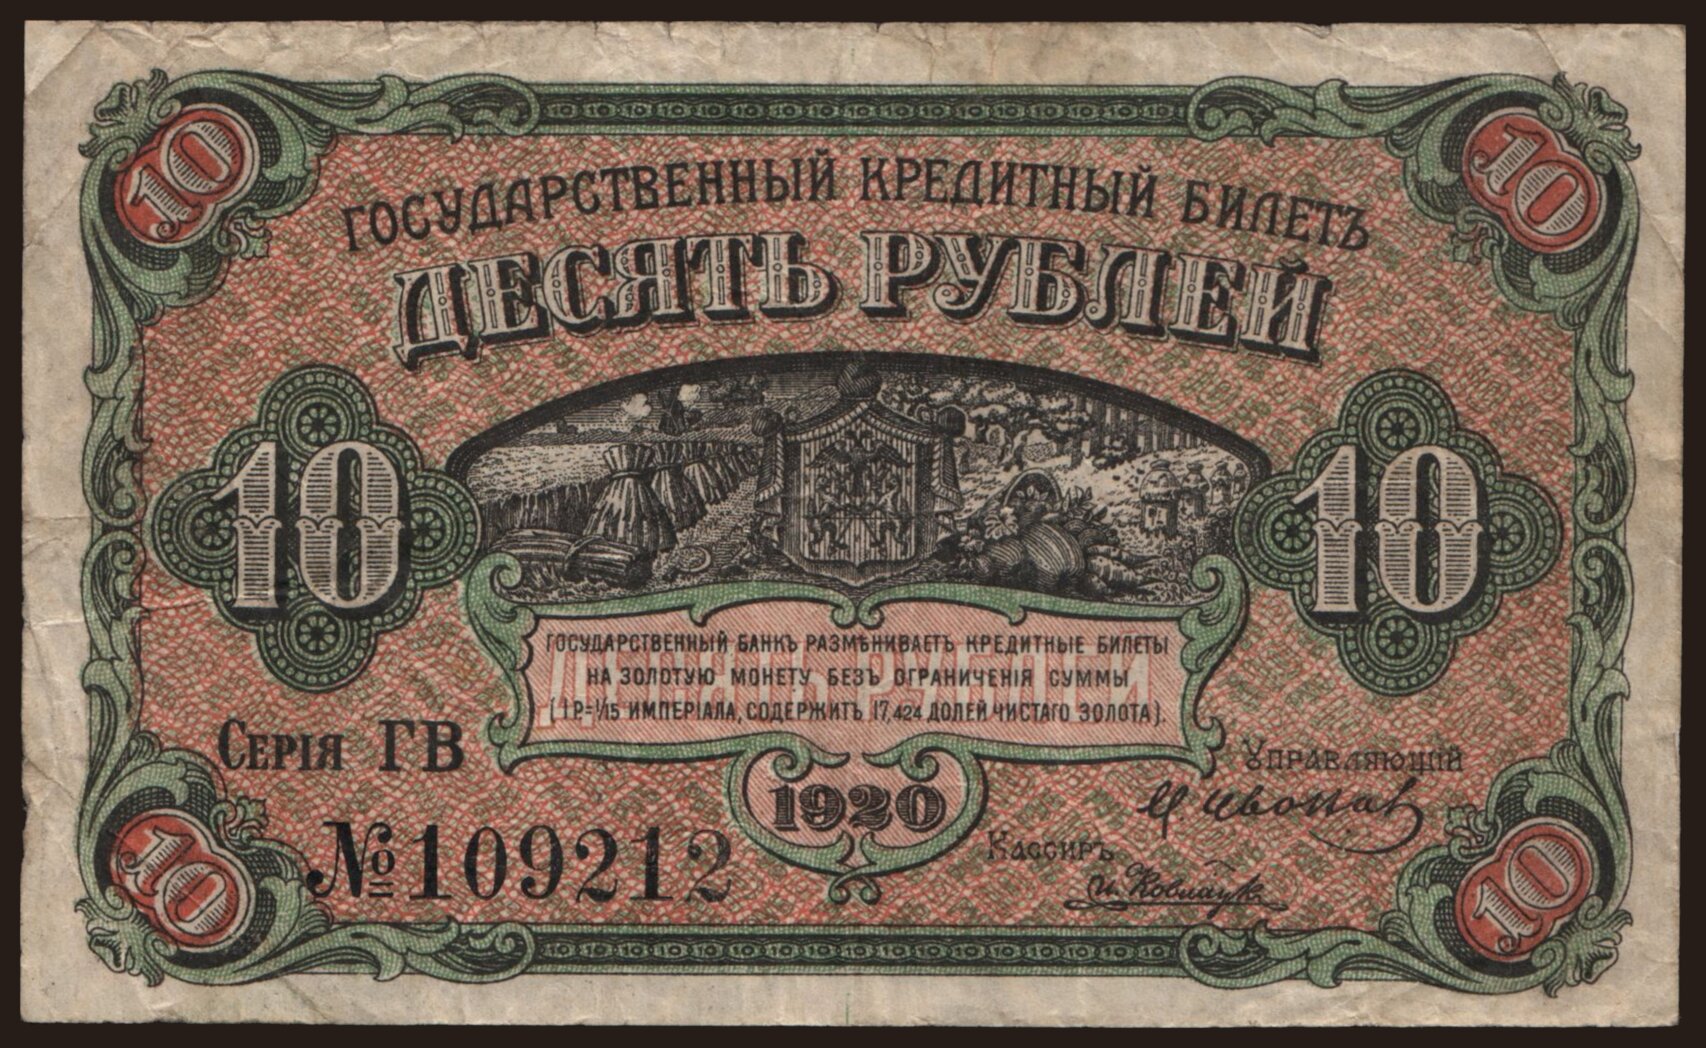 10 10
ГОСУДАРСТВЕННЫЙ КРЕДИТНЫЙ БИЛЕТЪ
ДЕСЯТЬ РУБЛЕЙ
10 10
ГОСУДАРСТВЕННЫЙ БАНКЪ РАЗМѢНИВАЕТЪ КРЕДИТНЫЕ БИЛЕТЫ
НА ЗОЛОТУЮ МОНЕТУ БЕЗЪ ОГРАНИЧЕНІЯ СУММЫ
(1 Р.=1/15 ИМПЕРІАЛА, СОДЕРЖИТЪ 17,424 ДОЛЕЙ ЧИСТАГО ЗОЛОТА).
ДЕСЯТЬ РУБЛЕЙ
СЕРІЯ ГВ
№109212
1920
УПРАВЛЯЮЩІЙ
КАССИРЪ
10 10